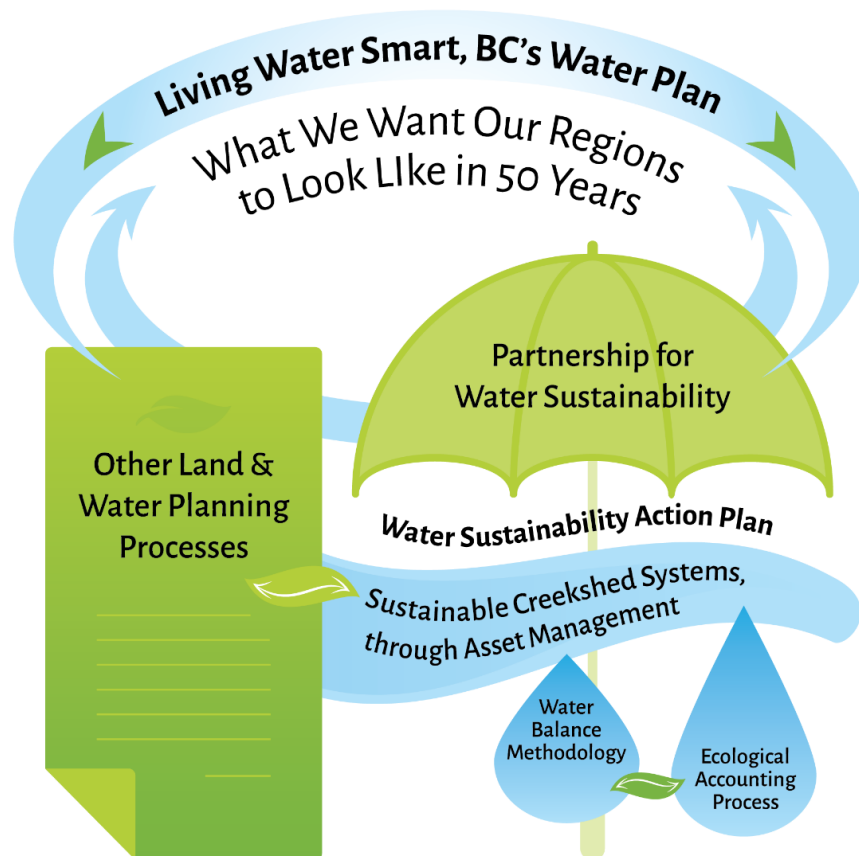 Living Water Smart, BC's Water Plan
What We Want Our Regions
to Look LIke in 50 Years
Partnership for
Water Sustainability
Other Land &
Water Planning
Processes
Water Sustainability Action Plan
Sustainable Creekshed Systems,
through Asset Management
Water
Balance
Methodology
Ecological
Accounting
Process